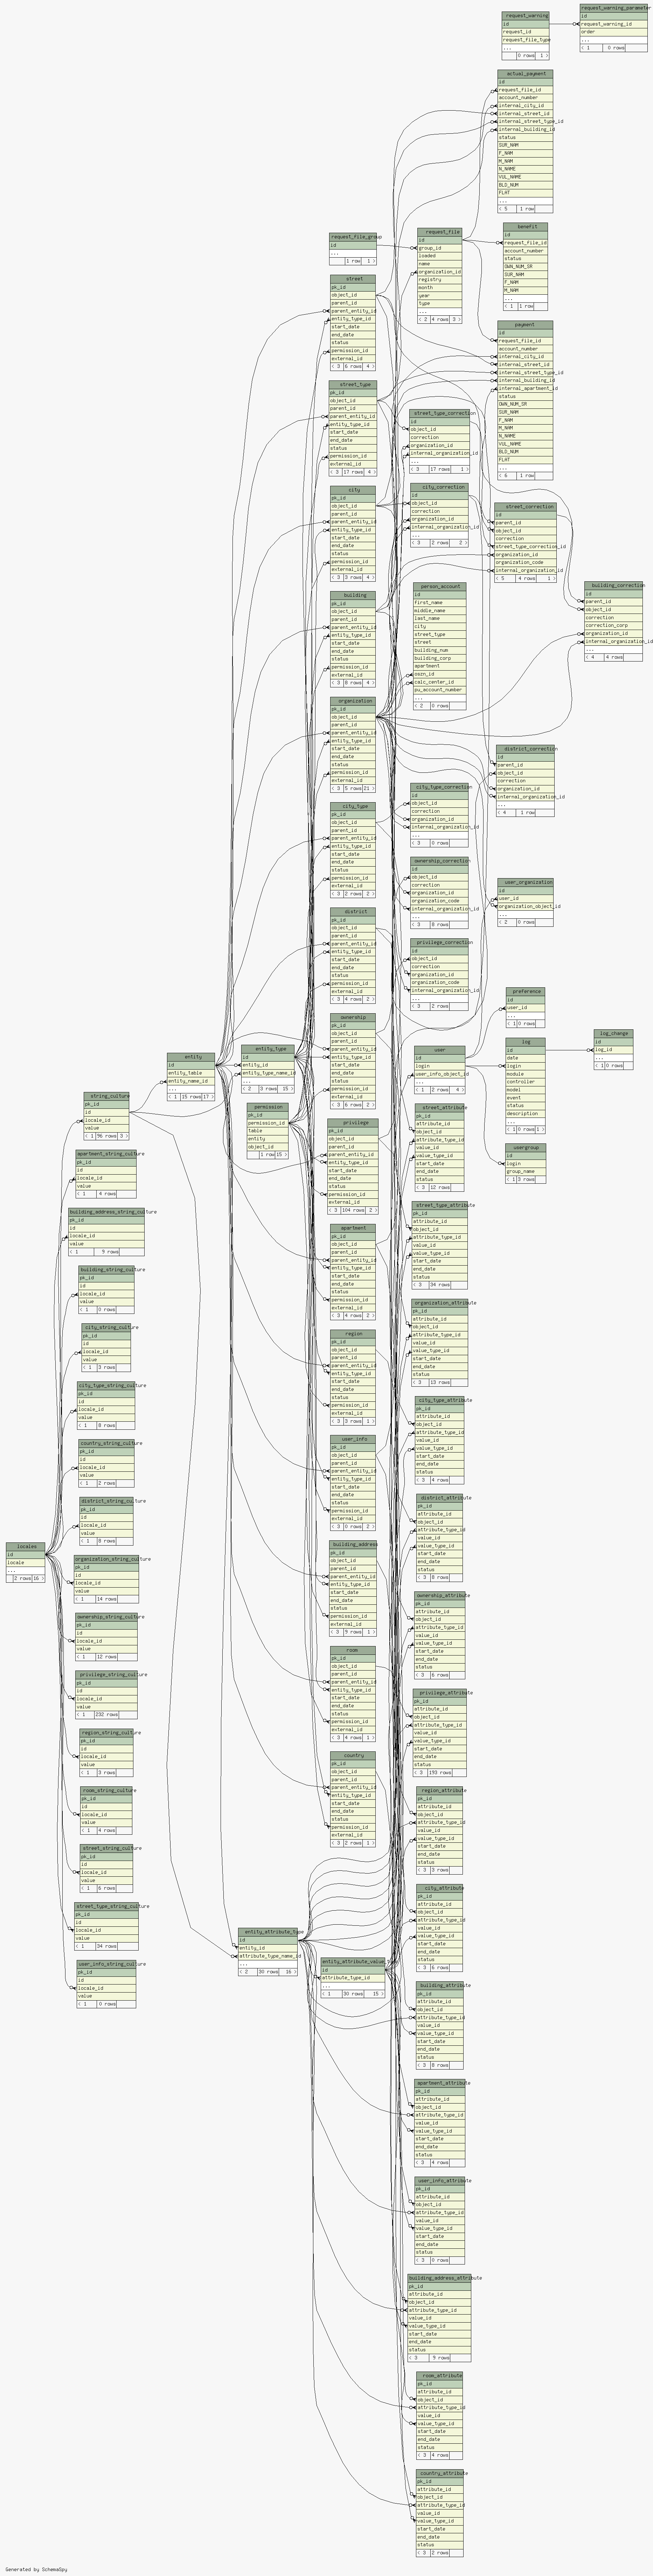 locales
id
locale
...
2 rows 16 >
string_culture
pk_id
id
locale_id
value
< 1 96 rows 3 >
apartment_string_culture
pk_id
id
locale_id
value
< 1 4 rows
building_address_string_culture
pk_id
id
locale_id
value
< 1 9 rows
building_string_culture
pk_id
id
locale_id
value
< 1 0 rows
city_string_culture
pk_id
id
locale_id
value
< 1 3 rows
city_type_string_culture
pk_id
id
locale_id
value
< 1 8 rows
country_string_culture
pk_id
id
locale_id
value
< 1 2 rows
district_string_culture
pk_id
id
locale_id
value
< 1 8 rows
organization_string_culture
pk_id
id
locale_id
value
< 1 14 rows
ownership_string_culture
pk_id
id
locale_id
value
< 1 12 rows
privilege_string_culture
pk_id
id
locale_id
value
< 1 232 rows
region_string_culture
pk_id
id
locale_id
value
< 1 3 rows
room_string_culture
pk_id
id
locale_id
value
< 1 4 rows
street_string_culture
pk_id
id
locale_id
value
< 1 6 rows
street_type_string_culture
pk_id
id
locale_id
value
< 1 34 rows
user_info_string_culture
pk_id
id
locale_id
value
< 1 0 rows
entity
id
entity_table
entity_name_id
...
< 1 15 rows 17 >
entity_type
id
entity_id
entity_type_name_id
...
< 2 3 rows 15 >
permission
pk_id
permission_id
table
entity
object_id
1 row 15 >
entity_attribute_type
id
entity_id
attribute_type_name_id
...
< 2 30 rows 16 >
request_file_group
id
...
1 row 1 >
street
pk_id
object_id
parent_id
parent_entity_id
entity_type_id
start_date
end_date
status
permission_id
external_id
< 3 6 rows 4 >
street_type
pk_id
object_id
parent_id
parent_entity_id
entity_type_id
start_date
end_date
status
permission_id
external_id
< 3 17 rows 4 >
city
pk_id
object_id
parent_id
parent_entity_id
entity_type_id
start_date
end_date
status
permission_id
external_id
< 3 3 rows 4 >
building
pk_id
object_id
parent_id
parent_entity_id
entity_type_id
start_date
end_date
status
permission_id
external_id
< 3 8 rows 4 >
organization
pk_id
object_id
parent_id
parent_entity_id
entity_type_id
start_date
end_date
status
permission_id
external_id
< 3 5 rows 21 >
city_type
pk_id
object_id
parent_id
parent_entity_id
entity_type_id
start_date
end_date
status
permission_id
external_id
< 3 2 rows 2 >
district
pk_id
object_id
parent_id
parent_entity_id
entity_type_id
start_date
end_date
status
permission_id
external_id
< 3 4 rows 2 >
ownership
pk_id
object_id
parent_id
parent_entity_id
entity_type_id
start_date
end_date
status
permission_id
external_id
< 3 6 rows 2 >
privilege
pk_id
object_id
parent_id
parent_entity_id
entity_type_id
start_date
end_date
status
permission_id
external_id
< 3 104 rows 2 >
apartment
pk_id
object_id
parent_id
parent_entity_id
entity_type_id
start_date
end_date
status
permission_id
external_id
< 3 4 rows 2 >
region
pk_id
object_id
parent_id
parent_entity_id
entity_type_id
start_date
end_date
status
permission_id
external_id
< 3 3 rows 1 >
user_info
pk_id
object_id
parent_id
parent_entity_id
entity_type_id
start_date
end_date
status
permission_id
external_id
< 3 0 rows 2 >
building_address
pk_id
object_id
parent_id
parent_entity_id
entity_type_id
start_date
end_date
status
permission_id
external_id
< 3 9 rows 1 >
room
pk_id
object_id
parent_id
parent_entity_id
entity_type_id
start_date
end_date
status
permission_id
external_id
< 3 4 rows 1 >
country
pk_id
object_id
parent_id
parent_entity_id
entity_type_id
start_date
end_date
status
permission_id
external_id
< 3 2 rows 1 >
entity_attribute_value_
id
attribute_type_id
...
< 1 30 rows 15 >
request_file
id
group_id
loaded
name
organization_id
registry
month
year
type
...
< 2 4 rows 3 >
street_type_correction
id
object_id
correction
organization_id
internal_organization_id
...
< 3 17 rows 1 >
city_correction
id
object_id
correction
organization_id
internal_organization_id
...
< 3 2 rows 2 >
person_account
id
first_name
middle_name
last_name
city
street_type
street
building_num
building_corp
apartment
oszn_id
calc_center_id
pu_account_number
...
< 2 0 rows
city_type_correction
id
object_id
correction
organization_id
internal_organization_id
...
< 3 0 rows
ownership_correction
id
object_id
correction
organization_id
organization_code
internal_organization_id
...
< 3 8 rows
privilege_correction
id
object_id
correction
organization_id
organization_code
internal_organization_id
...
< 3 2 rows
user
id
login
user_info_object_id
...
< 1 2 rows 4 >
street_attribute
pk_id
attribute_id
object_id
attribute_type_id
value_id
value_type_id
start_date
end_date
status
< 3 12 rows
street_type_attribute
pk_id
attribute_id
object_id
attribute_type_id
value_id
value_type_id
start_date
end_date
status
< 3 34 rows
organization_attribute
pk_id
attribute_id
object_id
attribute_type_id
value_id
value_type_id
start_date
end_date
status
< 3 13 rows
city_type_attribute
pk_id
attribute_id
object_id
attribute_type_id
value_id
value_type_id
start_date
end_date
status
< 3 4 rows
district_attribute
pk_id
attribute_id
object_id
attribute_type_id
value_id
value_type_id
start_date
end_date
status
< 3 8 rows
ownership_attribute
pk_id
attribute_id
object_id
attribute_type_id
value_id
value_type_id
start_date
end_date
status
< 3 6 rows
privilege_attribute
pk_id
attribute_id
object_id
attribute_type_id
value_id
value_type_id
start_date
end_date
status
< 3 193 rows
region_attribute
pk_id
attribute_id
object_id
attribute_type_id
value_id
value_type_id
start_date
end_date
status
< 3 3 rows
city_attribute
pk_id
attribute_id
object_id
attribute_type_id
value_id
value_type_id
start_date
end_date
status
< 3 6 rows
building_attribute
pk_id
attribute_id
object_id
attribute_type_id
value_id
value_type_id
start_date
end_date
status
< 3 8 rows
apartment_attribute
pk_id
attribute_id
object_id
attribute_type_id
value_id
value_type_id
start_date
end_date
status
< 3 4 rows
user_info_attribute
pk_id
attribute_id
object_id
attribute_type_id
value_id
value_type_id
start_date
end_date
status
< 3 0 rows
building_address_attribute
pk_id
attribute_id
object_id
attribute_type_id
value_id
value_type_id
start_date
end_date
status
< 3 9 rows
room_attribute
pk_id
attribute_id
object_id
attribute_type_id
value_id
value_type_id
start_date
end_date
status
< 3 4 rows
country_attribute
pk_id
attribute_id
object_id
attribute_type_id
value_id
value_type_id
start_date
end_date
status
< 3 2 rows
request_warning
id
request_id
request_file_type
...
0 rows 1 >
actual_payment
id
request_file_id
account_number
internal_city_id
internal_street_id
internal_street_type_id
internal_building_id
status
SUR_NAM
F_NAM
M_NAM
N_NAME
VUL_NAME
BLD_NUM
FLAT
...
< 5 1 row
benefit
id
request_file_id
account_number
status
OWN_NUM_SR
SUR_NAM
F_NAM
M_NAM
...
< 1 1 row
payment
id
request_file_id
account_number
internal_city_id
internal_street_id
internal_street_type_id
internal_building_id
internal_apartment_id
status
OWN_NUM_SR
SUR_NAM
F_NAM
M_NAM
N_NAME
VUL_NAME
BLD_NUM
FLAT
...
< 6 1 row
street_correction
id
parent_id
object_id
correction
street_type_correction_id
organization_id
organization_code
internal_organization_id
< 5 4 rows 1 >
district_correction
id
parent_id
object_id
correction
organization_id
internal_organization_id
...
< 4 1 row
user_organization
id
user_id
organization_object_id
...
< 2 0 rows
preference
id
user_id
...
< 1 0 rows
log
id
date
login
module
controller
model
event
status
description
...
< 1 0 rows 1 >
usergroup
id
login
group_name
< 1 3 rows
request_warning_parameter
id
request_warning_id
order
...
< 1 0 rows
building_correction
id
parent_id
object_id
correction
correction_corp
organization_id
internal_organization_id
...
< 4 4 rows
log_change
id
log_id
...
< 1 0 rows
Generated by SchemaSpy